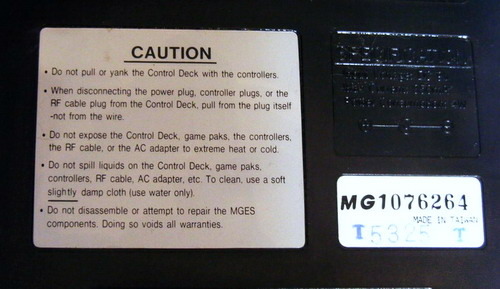 CAUTION
• Do not pull or yank the Control Deck with the controllers.
• When disconnecting the power plug, controller plugs, or the
RF cable plug from the Control Deck, pull from the plug itself
-not from the wire.
• Do not expose the Control Deck, game paks, the controllers,
the RF cable, or the AC adapter to extreme heat or cold.
• Do not spill liquids on the Control Deck, game paks,
controllers, RF cable, AC adapter, etc. To clean, use a soft
slightly damp cloth (use water only).
• Do not disassemble or attempt to repair the MGES
components. Doing so voids all warranties.
SPECIFICATION
MG1076264
MADE IN TAIWAN
T5325 T